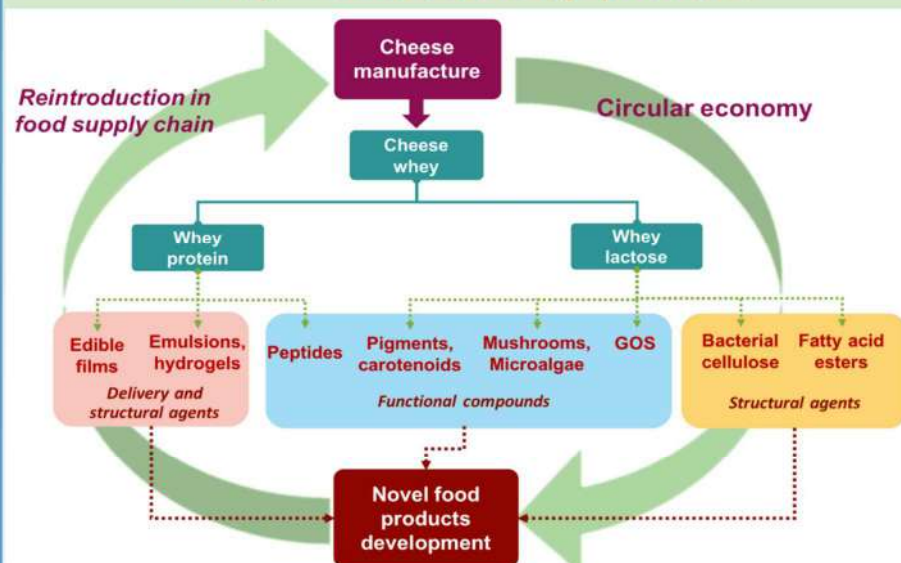 Cheese
manufacture
Reintroduction in
food supply chain
Circular economy
Cheese
whey
Whey
protein
Whey
lactose
Edible
films
Emulsions,
hydrogels
Delivery and
structural agents
Peptides
Pigments,
carotenoids
Mushrooms,
Microalgae
GOS
Functional compounds
Bacterial
cellulose
Fatty acid
esters
Structural agents
Novel food
products
development